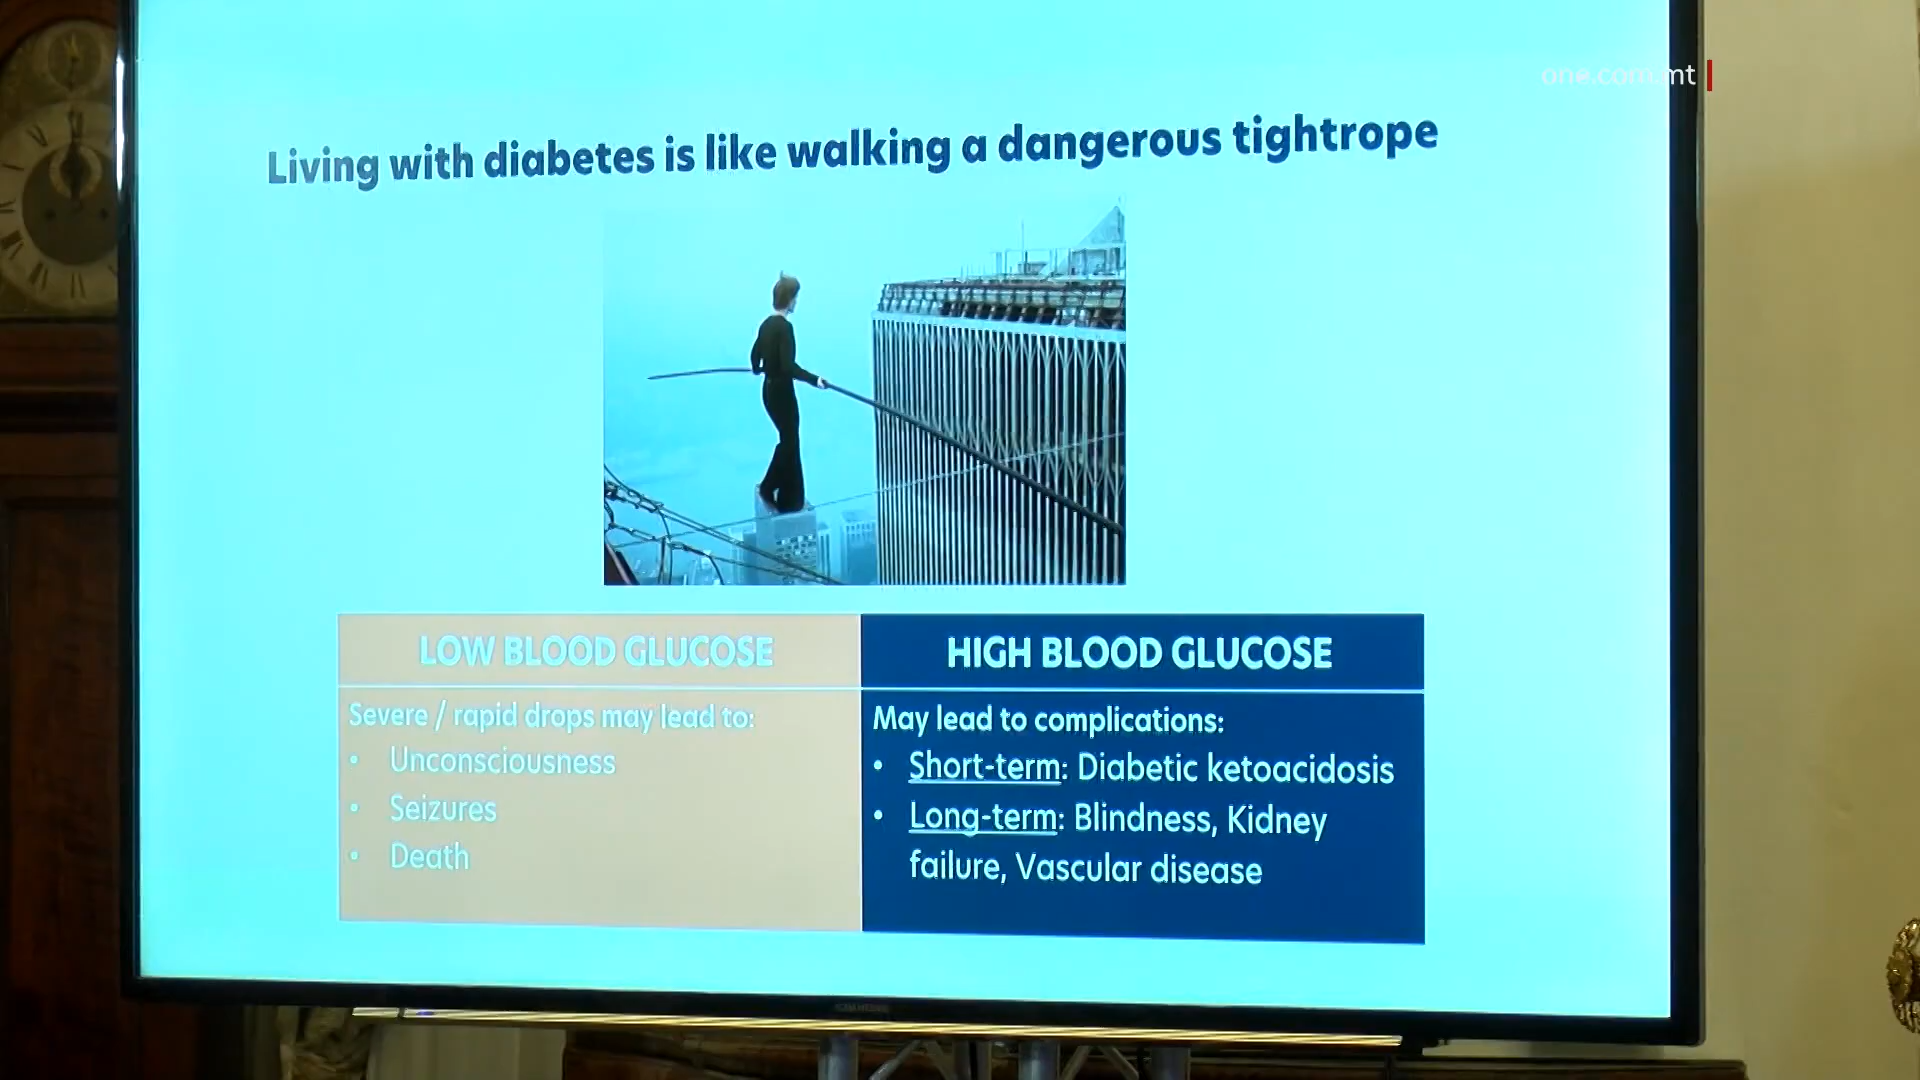 one.com.mt
Living with diabetes is like walking a dangerous tightrope
LOW BLOOD GLUCOSE
Severe / rapid drops may lead to:
• Unconsciousness
• Seizures
• Death
HIGH BLOOD GLUCOSE
May lead to complications:
• Short-term: Diabetic ketoacidosis
• Long-term: Blindness, Kidney
failure, Vascular disease